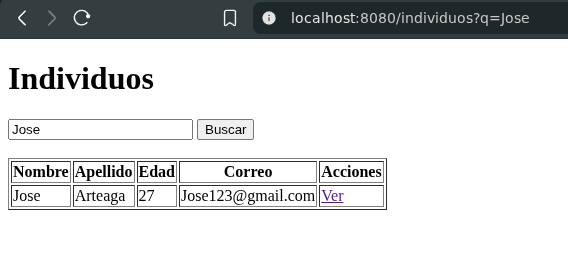 localhost:8080/individuos?q=Jose
Individuos
Jose Buscar
Nombre Apellido Edad Correo Acciones
Jose Arteaga 27 Jose123@gmail.com Ver